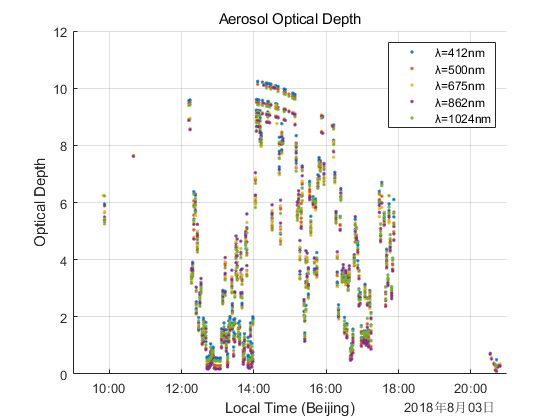 Aerosol Optical Depth
12
10
8
6
4
2
0
Optical Depth
λ=412nm
λ=500nm
λ=675nm
λ=862nm
λ=1024nm
10:00 12:00 14:00 16:00 18:00 20:00
Local Time (Beijing)
2018年8月03日